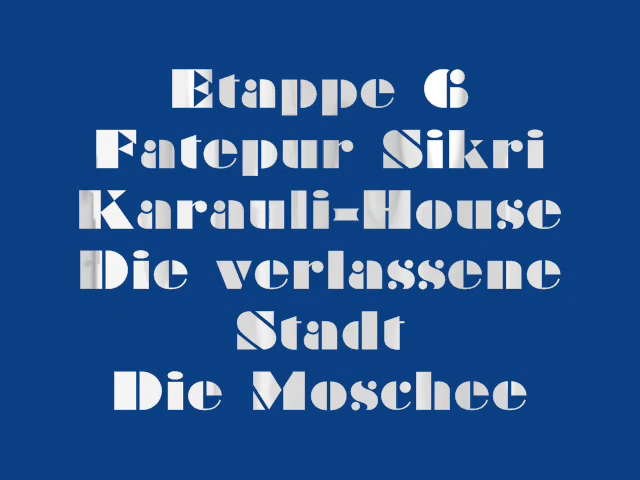 Etappe 6
Fatepur Sikri
Karauli-House
Die verlassene
Stadt
Die Moschee